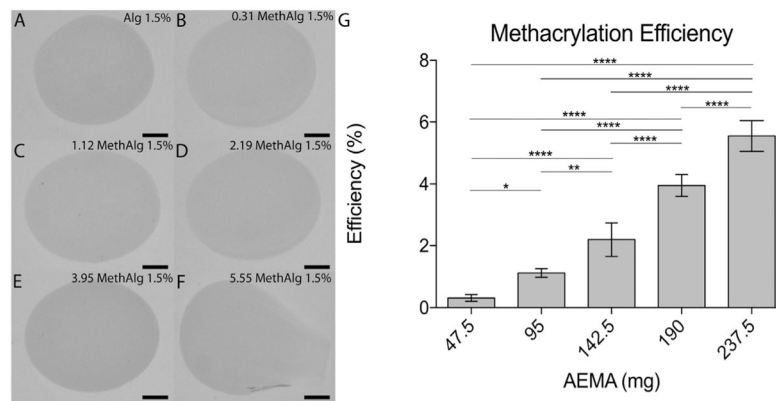 A
Alg 1.5%
B
0.31 MethAlg 1.5%
C
1.12 MethAlg 1.5%
D
2.19 MethAlg 1.5%
E
3.95 MethAlg 1.5%
F
5.55 MethAlg 1.5%
G
Methacrylation Efficiency
Efficiency (%)
8
6
4
2
0
****
****
****
****
****
****
****
****
**
*
47.5
95
142.5
190
237.5
AEMA (mg)